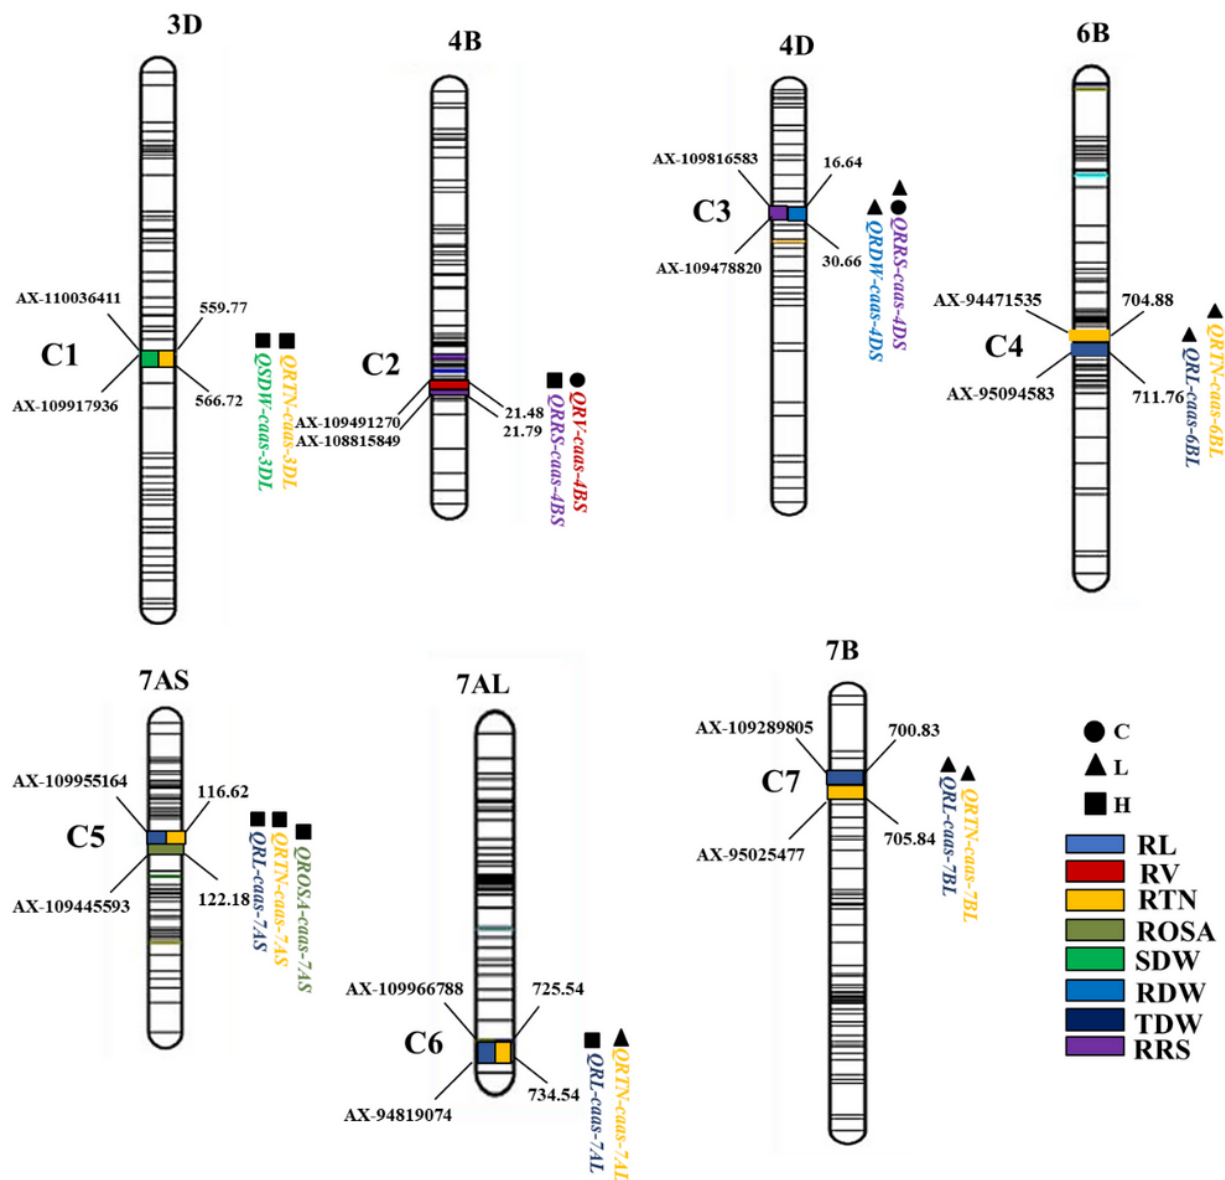 3D
AX-110036411
559.77
C1
AX-109917936
566.72
QSDW-caas-3DL
QRTN-caas-3DL
4B
C2
AX-109491270
AX-108815849
21.48
21.79
QRRS-caas-4BS
QRV-caas-4BS
4D
AX-109816583
16.64
C3
AX-109478820
30.66
QRDW-caas-4DS
QRRS-caas-4DS
6B
AX-94471535
704.88
C4
AX-95094583
711.76
QRL-caas-6BL
QRTN-caas-6BL
7AS
AX-109955164
116.62
C5
AX-109445593
122.18
QRL-caas-7AS
QRTN-caas-7AS
QROSA-caas-7AS
7AL
AX-109966788
725.54
C6
AX-94819074
734.54
QRL-caas-7AL
QRTN-caas-7AL
7B
AX-109289805
700.83
C7
AX-95025477
705.84
QRL-caas-7BL
QRTN-caas-7BL
C
L
H
RL
RV
RTN
ROSA
SDW
RDW
TDW
RRS